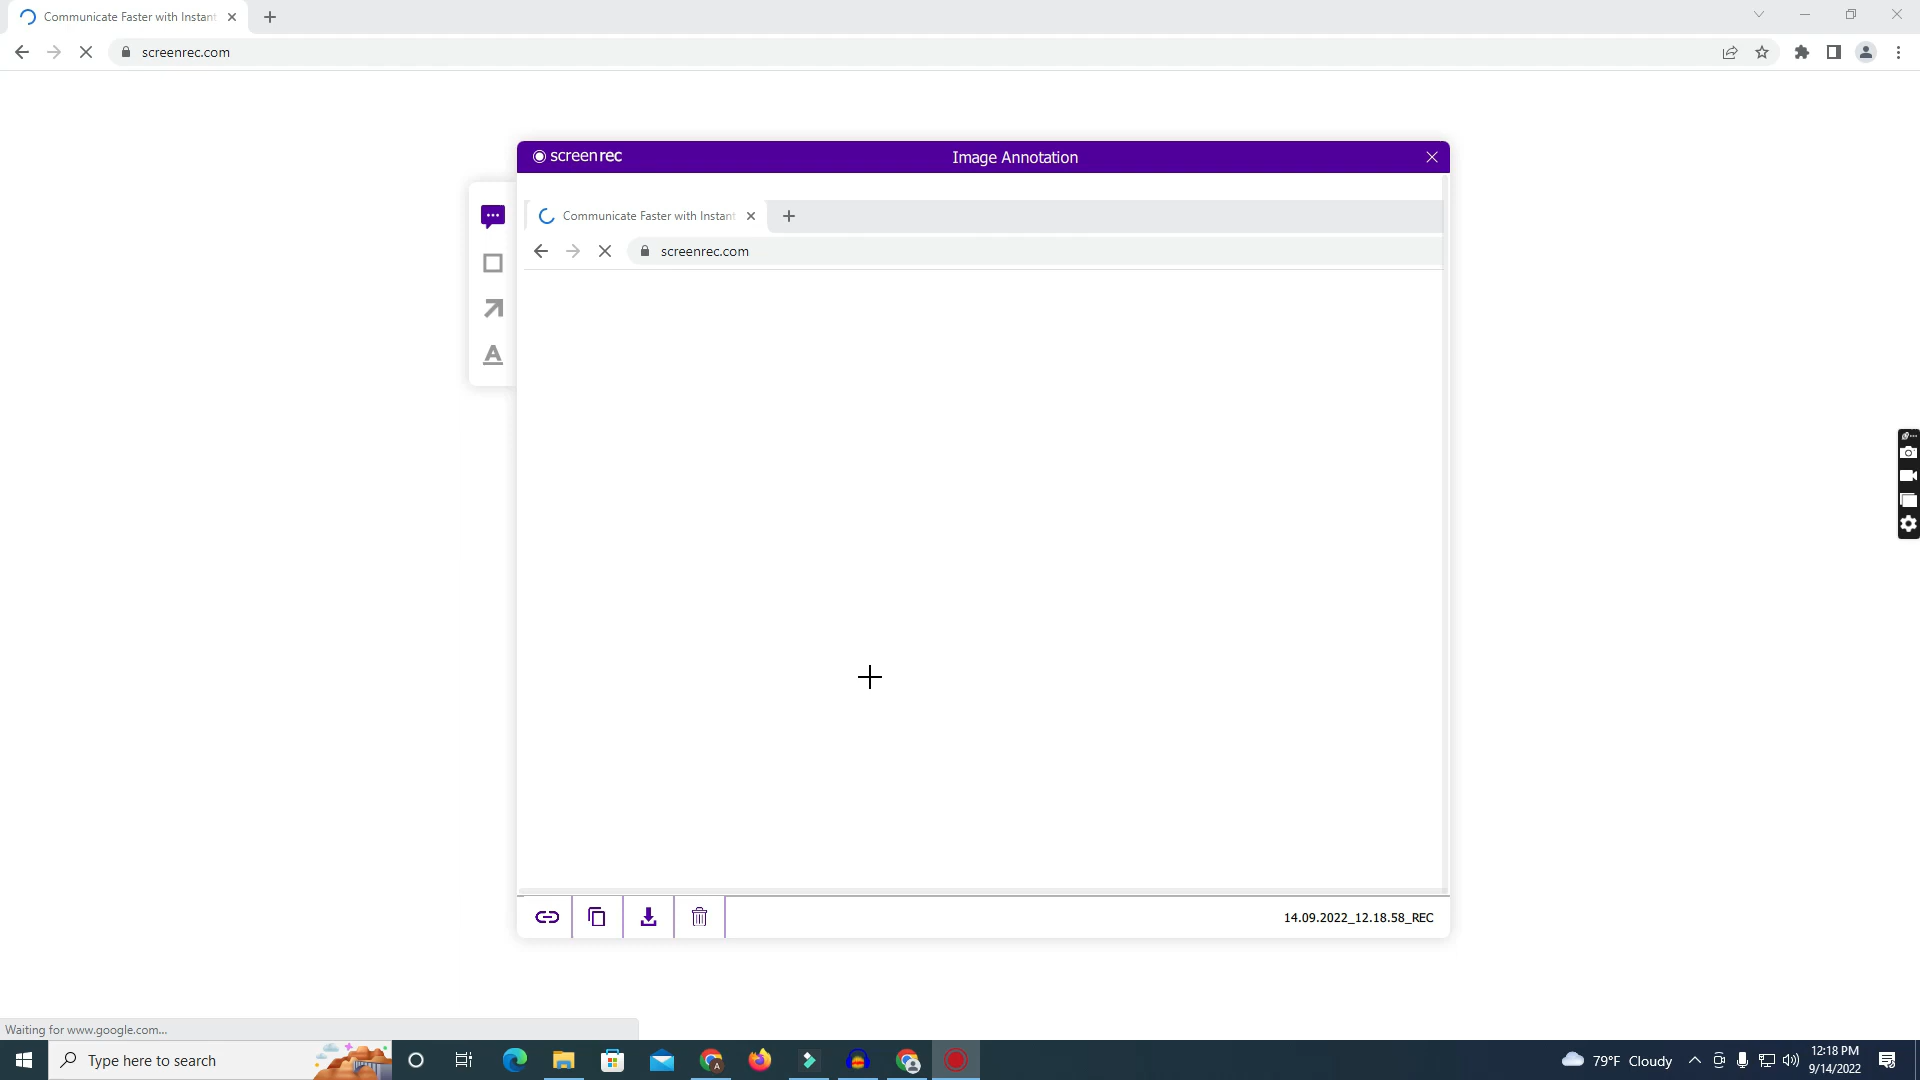 Communicate Faster with Instant
screenrec.com
screenrec
Image Annotation
Communicate Faster with Instant
screenrec.com
A
14.09.2022_12.18.58_REC
Waiting for www.google.com...
Type here to search
79°F Cloudy
12:18 PM
9/14/2022